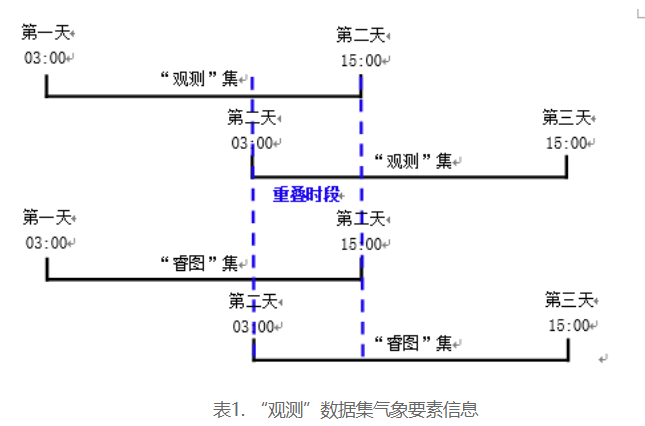 第一天
03:00
第二天
15:00
“观测”集
第二天
03:00
第三天
15:00
“观测”集
重叠时段
第一天
03:00
第二天
15:00
“睿图”集
第二天
03:00
第三天
15:00
“睿图”集
表1. “观测”数据集气象要素信息